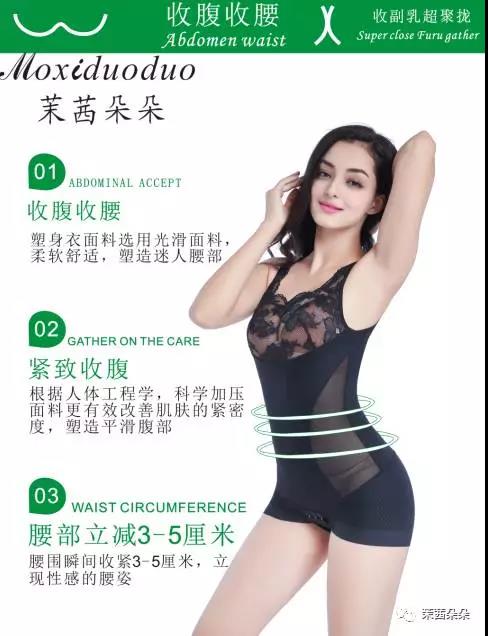 收腹收腰
Abdomen waist
收副乳超聚拢
Super close Furu gather
Moxiduoduo
茉茜朵朵
01
ABDOMINAL ACCEPT
收腹收腰
塑身衣面料选用光滑面料，
柔软舒适，塑造迷人腰部
02
GATHER ON THE CARE
紧致收腹
根据人体工程学，科学加压
面料更有效改善肌肤的紧密
度，塑造平滑腹部
03
WAIST CIRCUMFERENCE
腰部立减3-5厘米
腰围瞬间收紧3-5厘米，立
现性感的腰姿
茉茜朵朵